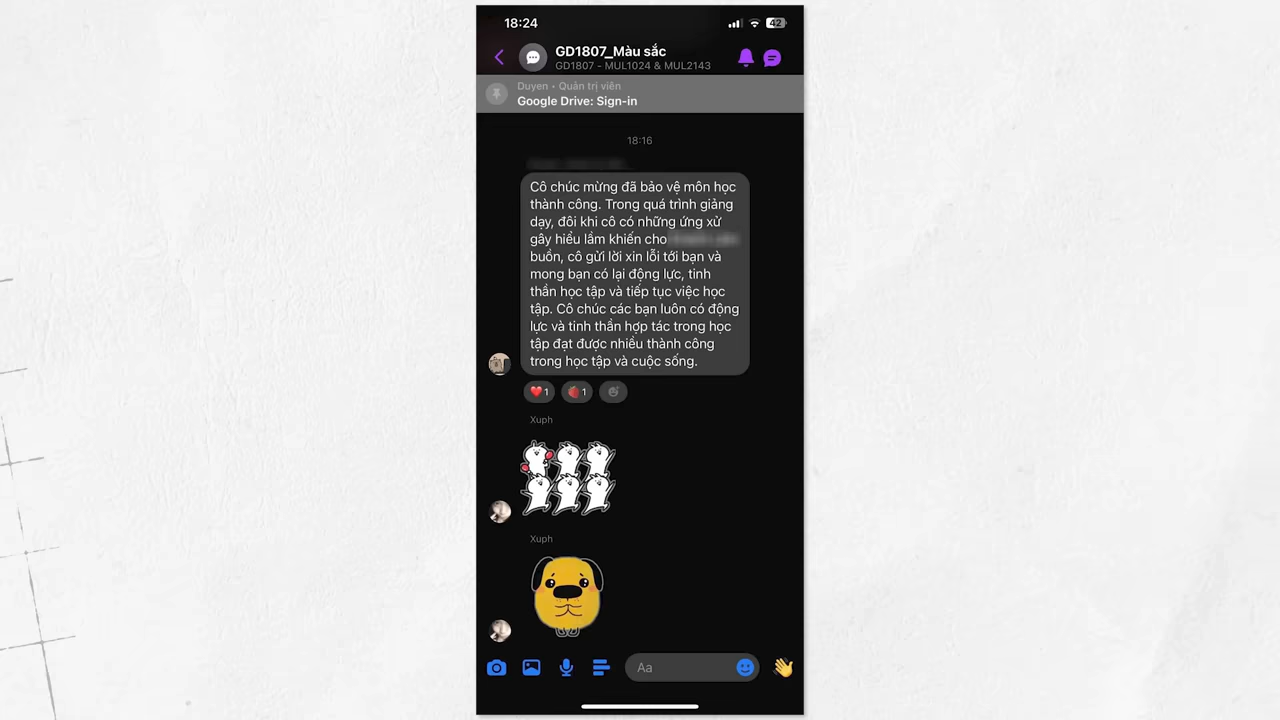 18:24
42
GD1807_Màu sắc
GD1807 - MUL1024 & MUL2143
Duyen • Quản trị viên
Google Drive: Sign-in
18:16
Cô chúc mừng đã bảo vệ môn học
thành công. Trong quá trình giảng
dạy, đôi khi cô có những ứng xử
gây hiểu lầm khiến cho
buồn, cô gửi lời xin lỗi tới bạn và
mong bạn có lại động lực, tinh
thần học tập và tiếp tục việc học
tập. Cô chúc các bạn luôn có động
lực và tinh thần hợp tác trong học
tập đạt được nhiều thành công
trong học tập và cuộc sống.
1
1
Xuph
Xuph
Aa